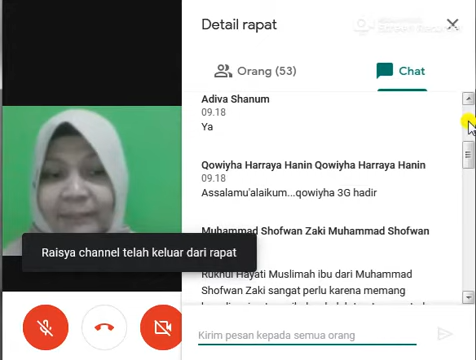 Detail rapat
Orang (53)
Chat
Adiva Shanum
09.18
Ya
Qowiyha Harraya Hanin Qowiyha Harraya Hanin
09.18
Assalamu'alaikum...qowiyha 3G hadir
Muhammad Shofwan Zaki Muhammad Shofwan
Rukhul Hayati Muslimah ibu dari Muhammad
Shofwan Zaki sangat perlu karena memang
Raisya channel telah keluar dari rapat
Kirim pesan kepada semua orang